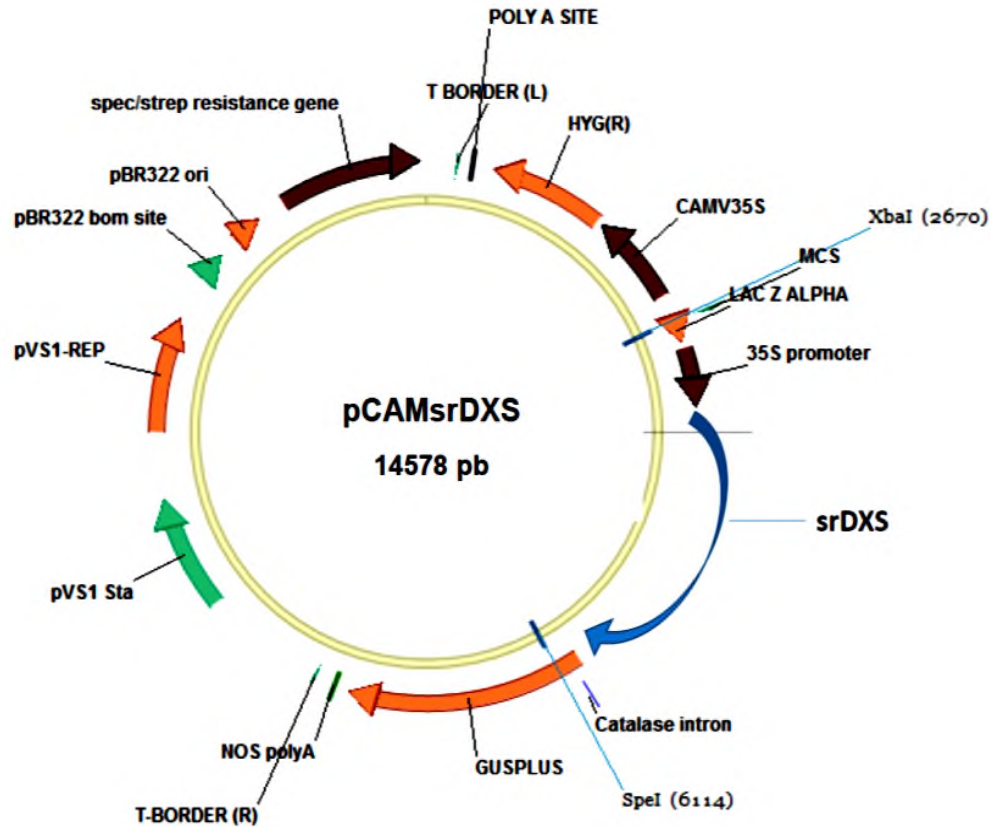 POLY A SITE
T BORDER (L)
spec/strep resistance gene
HYG(R)
pBR322 ori
CAMV35S
pBR322 bom site
XbaI (2670)
MCS
LAC Z ALPHA
pVS1-REP
35S promoter
pCAMsrDXS
14578 pb
srDXS
pVS1 Sta
Catalase intron
NOS polyA
GUSPLUS
SpeI (6114)
T-BORDER (R)